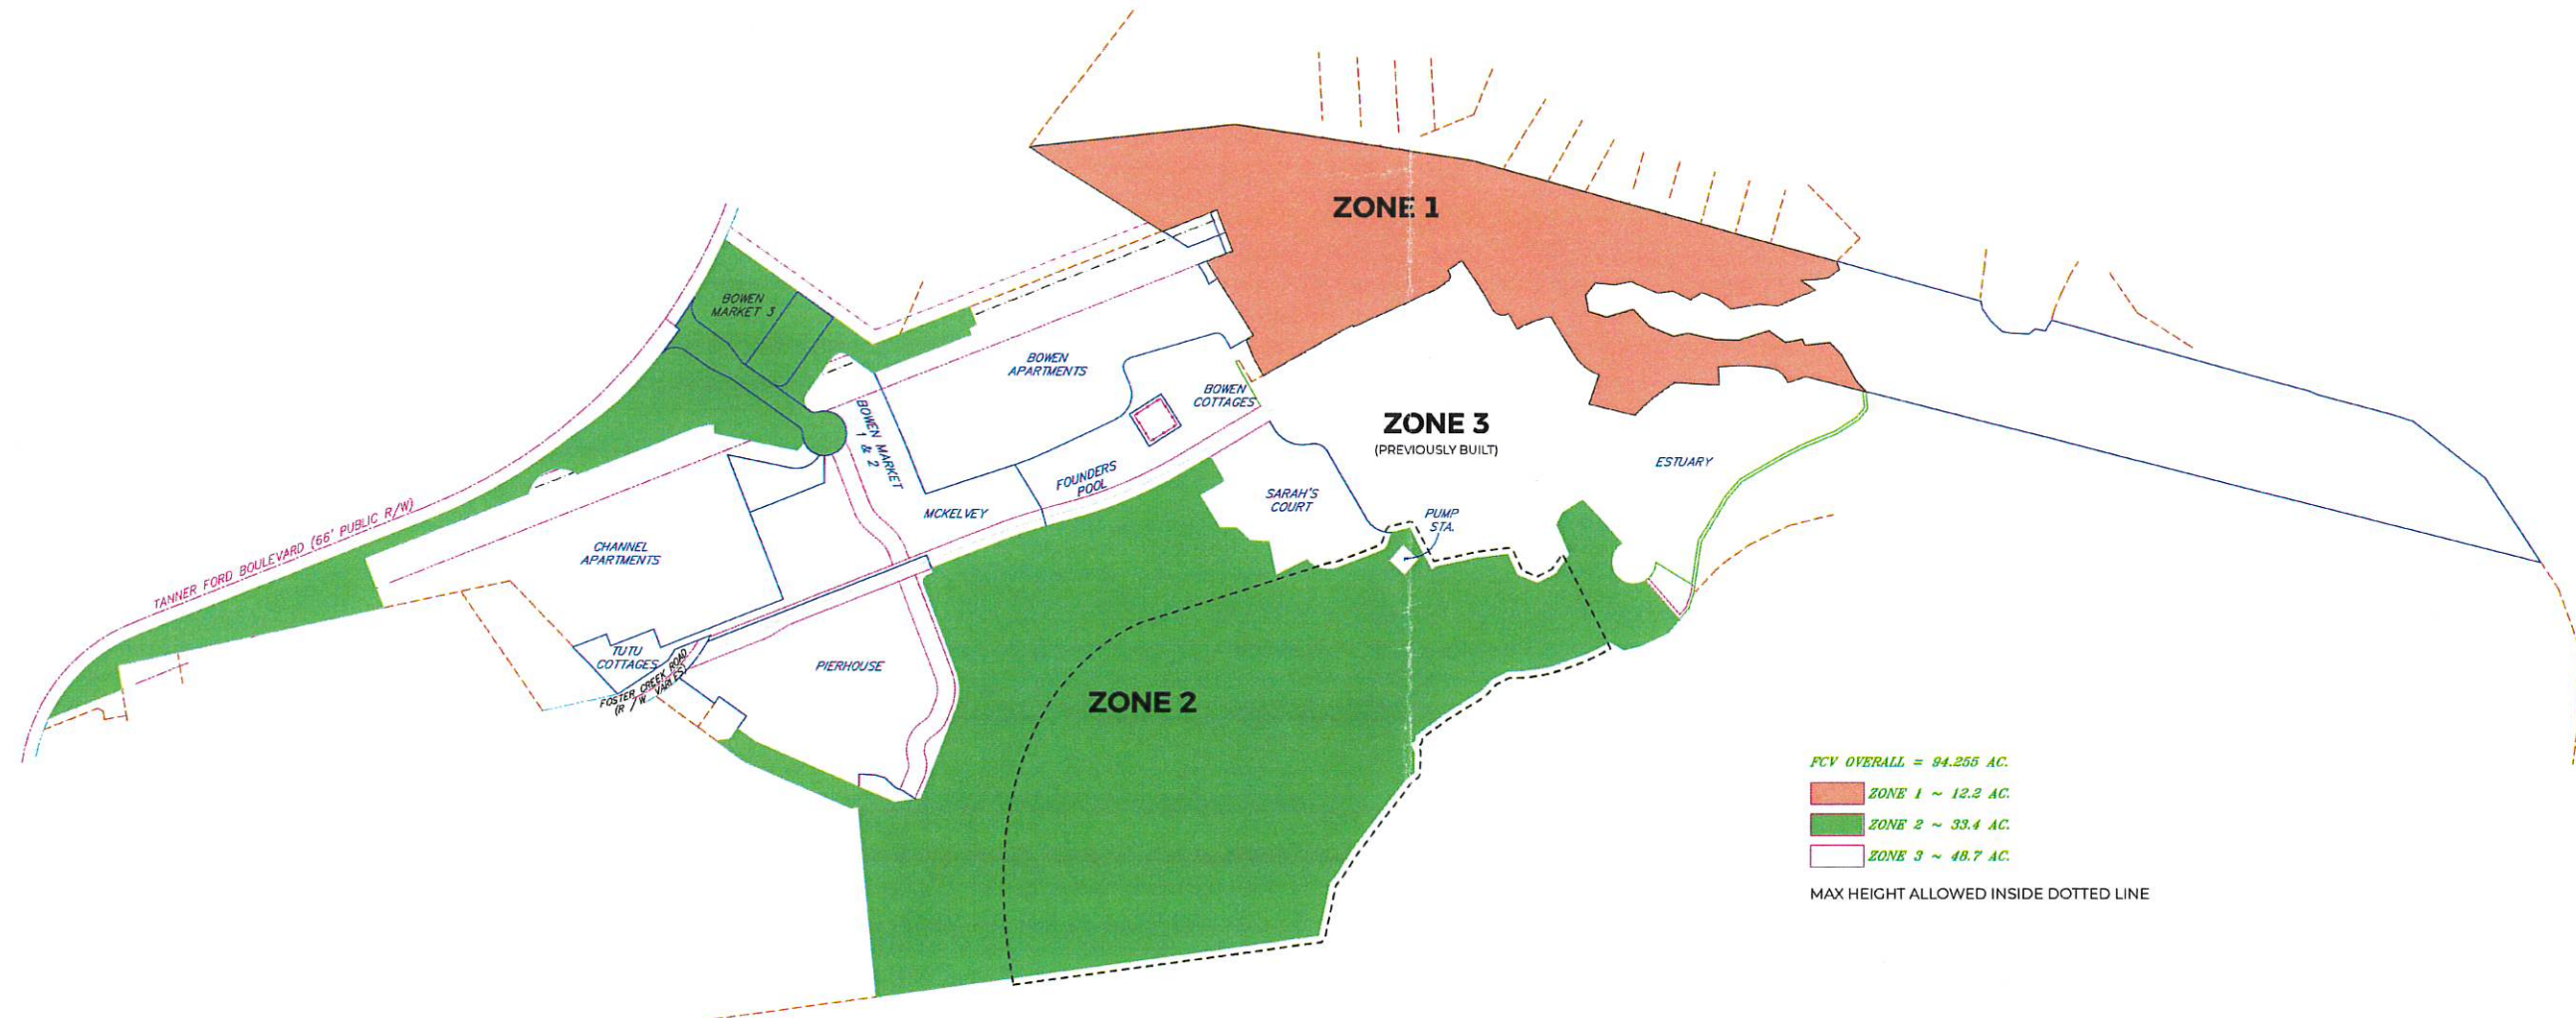 ZONE 1
BOWEN
MARKET 3
BOWEN
APARTMENTS
BOWEN
COTTAGES
BOWEN MARKET
1 & 2
ZONE 3
(PREVIOUSLY BUILT)
ESTUARY
FOUNDERS
POOL
MCKELVEY
SARAH'S
COURT
PUMP
STA.
TANNER FORD BOULEVARD (66' PUBLIC R/W)
CHANNEL
APARTMENTS
TUTU
COTTAGES
FOSTER CREEK ROAD
(R / W VARIES)
PIERHOUSE
ZONE 2
FCV OVERALL = 94.255 AC.
ZONE 1 ~ 12.2 AC.
ZONE 2 ~ 33.4 AC.
ZONE 3 ~ 48.7 AC.
MAX HEIGHT ALLOWED INSIDE DOTTED LINE